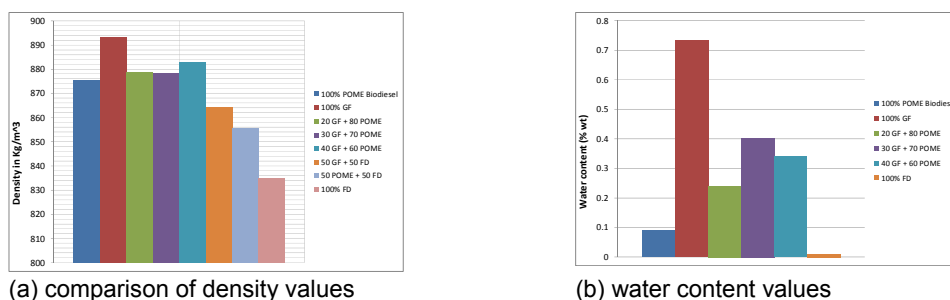 900
890
880
870
860
850
840
830
820
810
800
Density in Kg/m^3
100% POME Biodiesel
100% GF
20 GF + 80 POME
30 GF + 70 POME
40 GF + 60 POME
50 GF + 50 FD
50 POME + 50 FD
100% FD
(a) comparison of density values
0.8
0.7
0.6
0.5
0.4
0.3
0.2
0.1
0
Water content (% wt)
100% POME Biodiesel
100% GF
20 GF + 80 POME
30 GF + 70 POME
40 GF + 60 POME
100% FD
(b) water content values